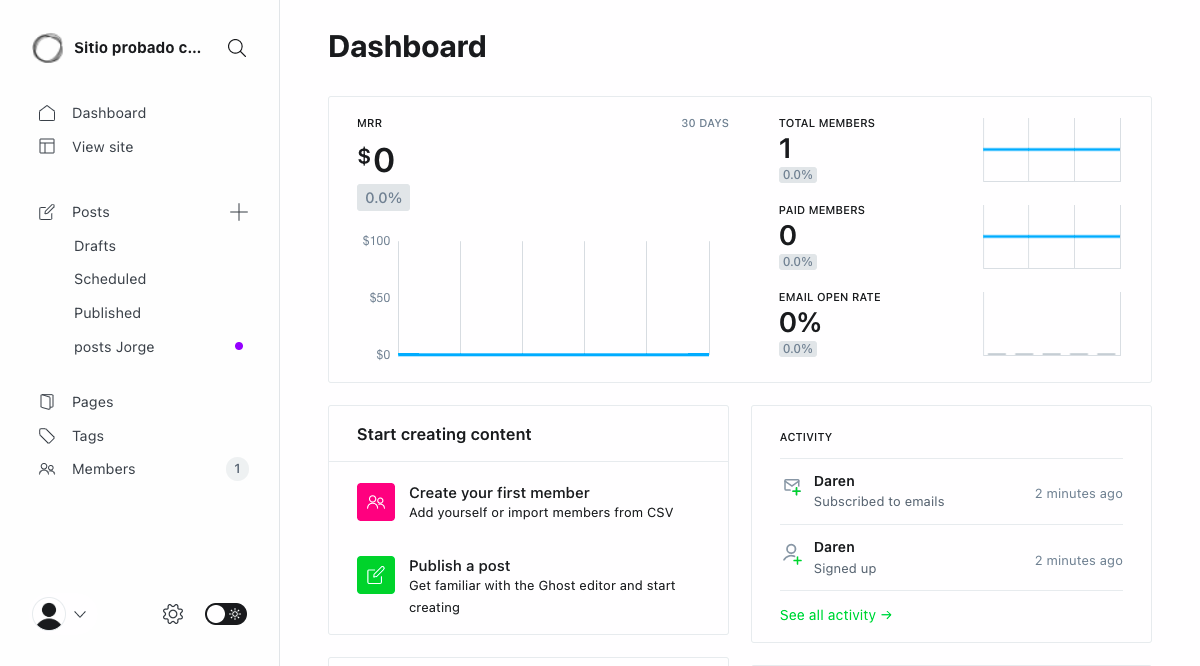 Sitio probado c...
Dashboard
View site
Posts
Drafts
Scheduled
Published
posts Jorge
Pages
Tags
Members
1
Dashboard
MRR
30 DAYS
$0
0.0%
$100
$50
$0
TOTAL MEMBERS
1
0.0%
PAID MEMBERS
0
0.0%
EMAIL OPEN RATE
0%
0.0%
Start creating content
Create your first member
Add yourself or import members from CSV
Publish a post
Get familiar with the Ghost editor and start
creating
ACTIVITY
Daren
Subscribed to emails
2 minutes ago
Daren
Signed up
2 minutes ago
See all activity →